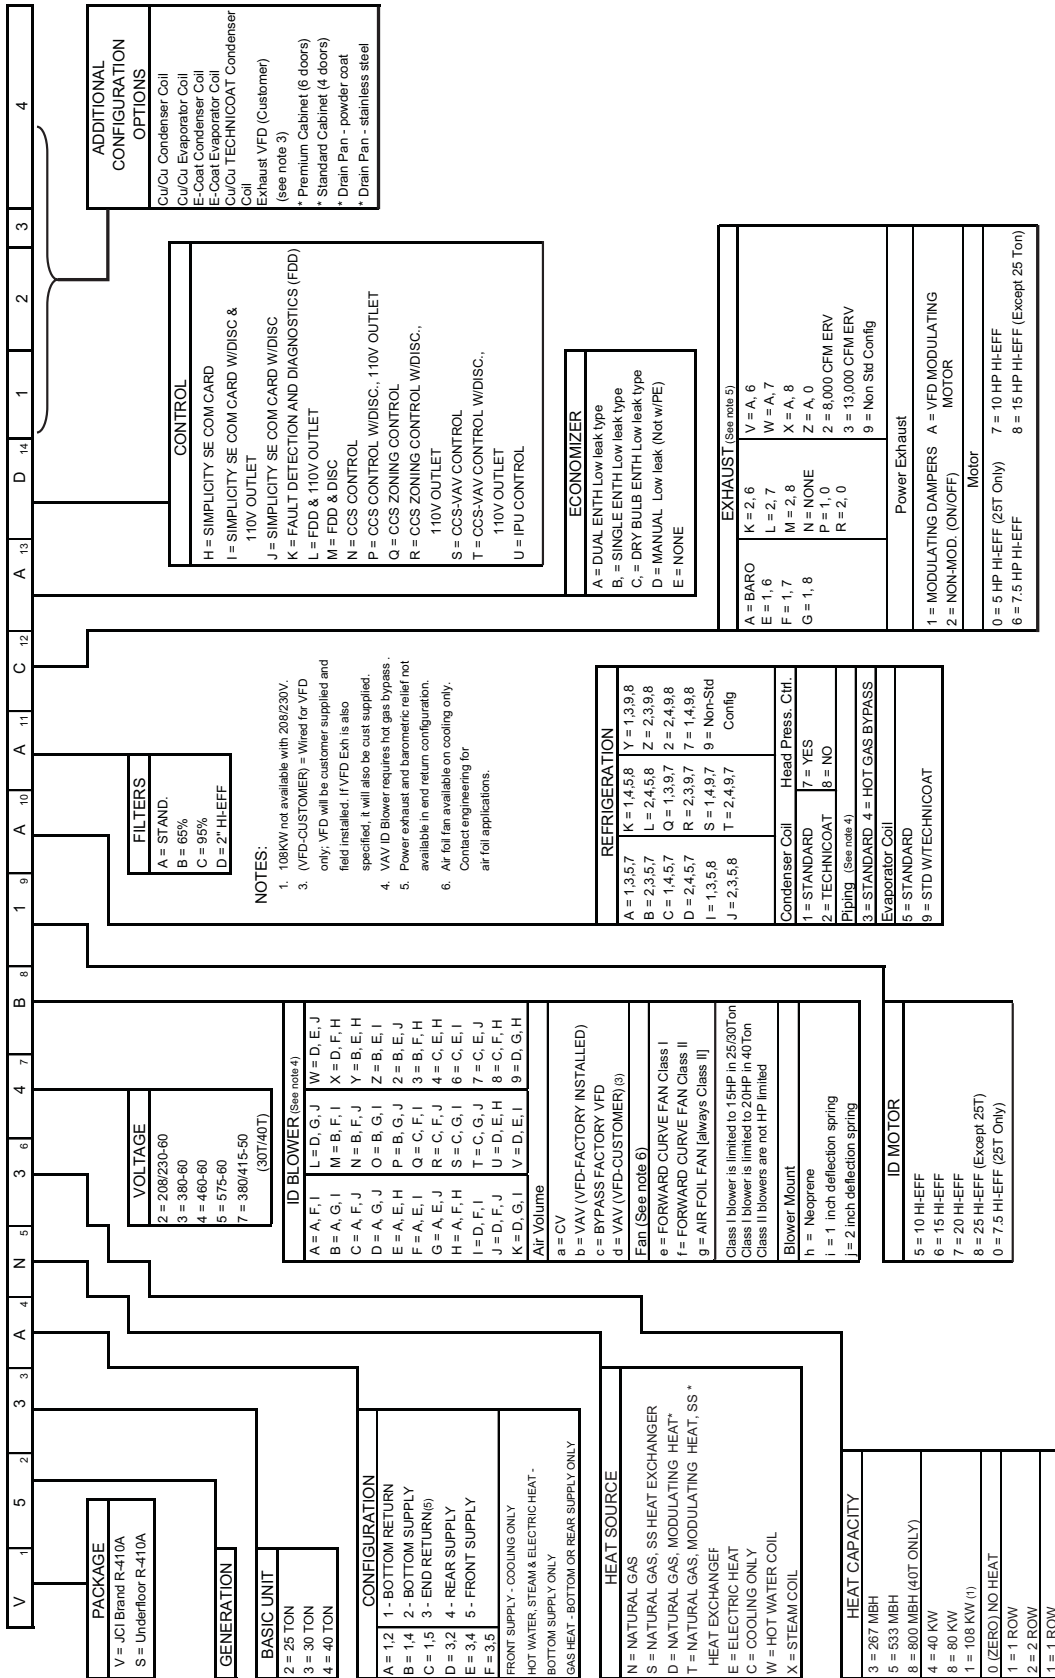 V 1 5 2 3 3 A 4 N 5 3 6 4 7 B 8 1 9 A 10 A 11 C 12 A 13 D 14 1 2 3 4
PACKAGE
V = JCI Brand R-410A
S = Underfloor R-410A
GENERATION
BASIC UNIT
2 = 25 TON
3 = 30 TON
4 = 40 TON
CONFIGURATION
A = 1,2 1 - BOTTOM RETURN
B = 1,4 2 - BOTTOM SUPPLY
C = 1,5 3 - END RETURN(5)
D = 3,2 4 - REAR SUPPLY
E = 3,4 5 - FRONT SUPPLY
F = 3,5
FRONT SUPPLY - COOLING ONLY
HOT WATER, STEAM & ELECTRIC HEAT -
BOTTOM SUPPLY ONLY
GAS HEAT - BOTTOM OR REAR SUPPLY ONLY
HEAT SOURCE
N = NATURAL GAS
S = NATURAL GAS, SS HEAT EXCHANGER
D = NATURAL GAS, MODULATING HEAT*
T = NATURAL GAS, MODULATING HEAT, SS *
HEAT EXCHANGEF
E = ELECTRIC HEAT
C = COOLING ONLY
W = HOT WATER COIL
X = STEAM COIL
HEAT CAPACITY
3 = 267 MBH
5 = 533 MBH
8 = 800 MBH (40T ONLY)
4 = 40 KW
8 = 80 KW
1 = 108 KW (1)
(ZERO) NO HEAT
1 = 1 ROW
2 = 2 ROW
1= 1 ROW
VOLTAGE
2 = 208/230-60
3 = 380-60
4 = 460-60
5 = 575-60
7 = 380/415-50
(30T/40T)
ID BLOWER (See note 4)
A = A, F, I L = D, G, J W = D, E, J
B = A, G, I M = B, F, I X = D, F, H
C = A, F, J N = B, F, J Y = B, E, H
D = A, G, J O = B, G, I Z = B, E, I
E = A, E, H P = B, G, J 2 = B, E, J
F = A, E, I Q = C, F, I 3 = B, F, H
G = A, E, J R = C, F, J 4 = C, E, H
H = A, F, H S = C, G, I 6 = C, E, I
I = D, F, I T = C, G, J 7 = C, E, J
J = D, F, J U = D, E, H 8 = C, F, H
K = D, G, I V = D, E, I 9 = D, G, H
Air Volume
a = CV
b = VAV (VFD-FACTORY INSTALLED)
c = BYPASS FACTORY VFD
d = VAV (VFD-CUSTOMER) (3)
Fan (See note 6)
e = FORWARD CURVE FAN Class I
f = FORWARD CURVE FAN Class II
g = AIR FOIL FAN [always Class II]
Class I blower is limited to 15HP in 25/30Ton
Class I blower is limited to 20HP in 40Ton
Class II blowers are not HP limited
Blower Mount
h = Neoprene
i = 1 inch deflection spring
j = 2 inch deflection spring
ID MOTOR
5 = 10 HI-EFF
6 = 15 HI-EFF
7 = 20 HI-EFF
8 = 25 HI-EFF (Except 25T)
0 = 7.5 HI-EFF (25T Only)
FILTERS
A = STAND.
B = 65%
C = 95%
D = 2" HI-EFF
NOTES:
1. 108KW not available with 208/230V.
3. (VFD-CUSTOMER) = Wired for VFD
only; VFD will be customer supplied and
field installed. If VFD Exh is also
specified, it will also be cust supplied.
4. VAV ID Blower requires hot gas bypass .
5. Power exhaust and barometric relief not
available in end return configuration.
6. Air foil fan available on cooling only.
Contact engineering for
air foil applications.
REFRIGERATION
A = 1,3,5,7 K = 1,4,5,8 Y = 1,3,9,8
B = 2,3,5,7 L = 2,4,5,8 Z = 2,3,9,8
C = 1,4,5,7 Q = 1,3,9,7 2 = 2,4,9,8
D = 2,4,5,7 R = 2,3,9,7 7 = 1,4,9,8
I = 1,3,5,8 S = 1,4,9,7 9 = Non-Std
J = 2,3,5,8 T = 2,4,9,7 Config
Condenser Coil Head Press. Ctrl.
1 = STANDARD 7 = YES
2 = TECHNICOAT 8 = NO
Piping (See note 4)
3 = STANDARD 4 = HOT GAS BYPASS
Evaporator Coil
5 = STANDARD
9 = STD W/TECHNICOAT
CONTROL
H = SIMPLICITY SE COM CARD
I = SIMPLICITY SE COM CARD W/DISC &
110V OUTLET
J = SIMPLICITY SE COM CARD W/DISC
K = FAULT DETECTION AND DIAGNOSTICS (FDD)
L = FDD & 110V OUTLET
M = FDD & DISC
N = CCS CONTROL
P = CCS CONTROL W/DISC., 110V OUTLET
Q = CCS ZONING CONTROL
R = CCS ZONING CONTROL W/DISC.,
110V OUTLET
S = CCS-VAV CONTROL
T = CCS-VAV CONTROL W/DISC.,
110V OUTLET
U = IPU CONTROL
ECONOMIZER
A = DUAL ENTH Low leak type
B, = SINGLE ENTH Low leak type
C, = DRY BULB ENTH Low leak type
D = MANUAL Low leak (Not w/PE)
E = NONE
EXHAUST (See note 5)
A = BARO K = 2, 6 V = A, 6
E = 1, 6 L = 2, 7 W = A, 7
F = 1, 7 M = 2, 8 X = A, 8
G = 1, 8 N = NONE Z = A, 0
P = 1, 0 2 = 8,000 CFM ERV
R = 2, 0 3 = 13,000 CFM ERV
9 = Non Std Config
Power Exhaust
1 = MODULATING DAMPERS A = VFD MODULATING
2 = NON-MOD. (ON/OFF) MOTOR
Motor
0 = 5 HP HI-EFF (25T Only) 7 = 10 HP HI-EFF
6 = 7.5 HP HI-EFF 8 = 15 HP HI-EFF (Except 25 Ton)
ADDITIONAL
CONFIGURATION
OPTIONS
Cu/Cu Condenser Coil
Cu/Cu Evaporator Coil
E-Coat Condenser Coil
E-Coat Evaporator Coil
Cu/Cu TECHNICOAT Condenser
Coil
Exhaust VFD (Customer)
(see note 3)
* Premium Cabinet (6 doors)
* Standard Cabinet (4 doors)
* Drain Pan - powder coat
* Drain Pan - stainless steel